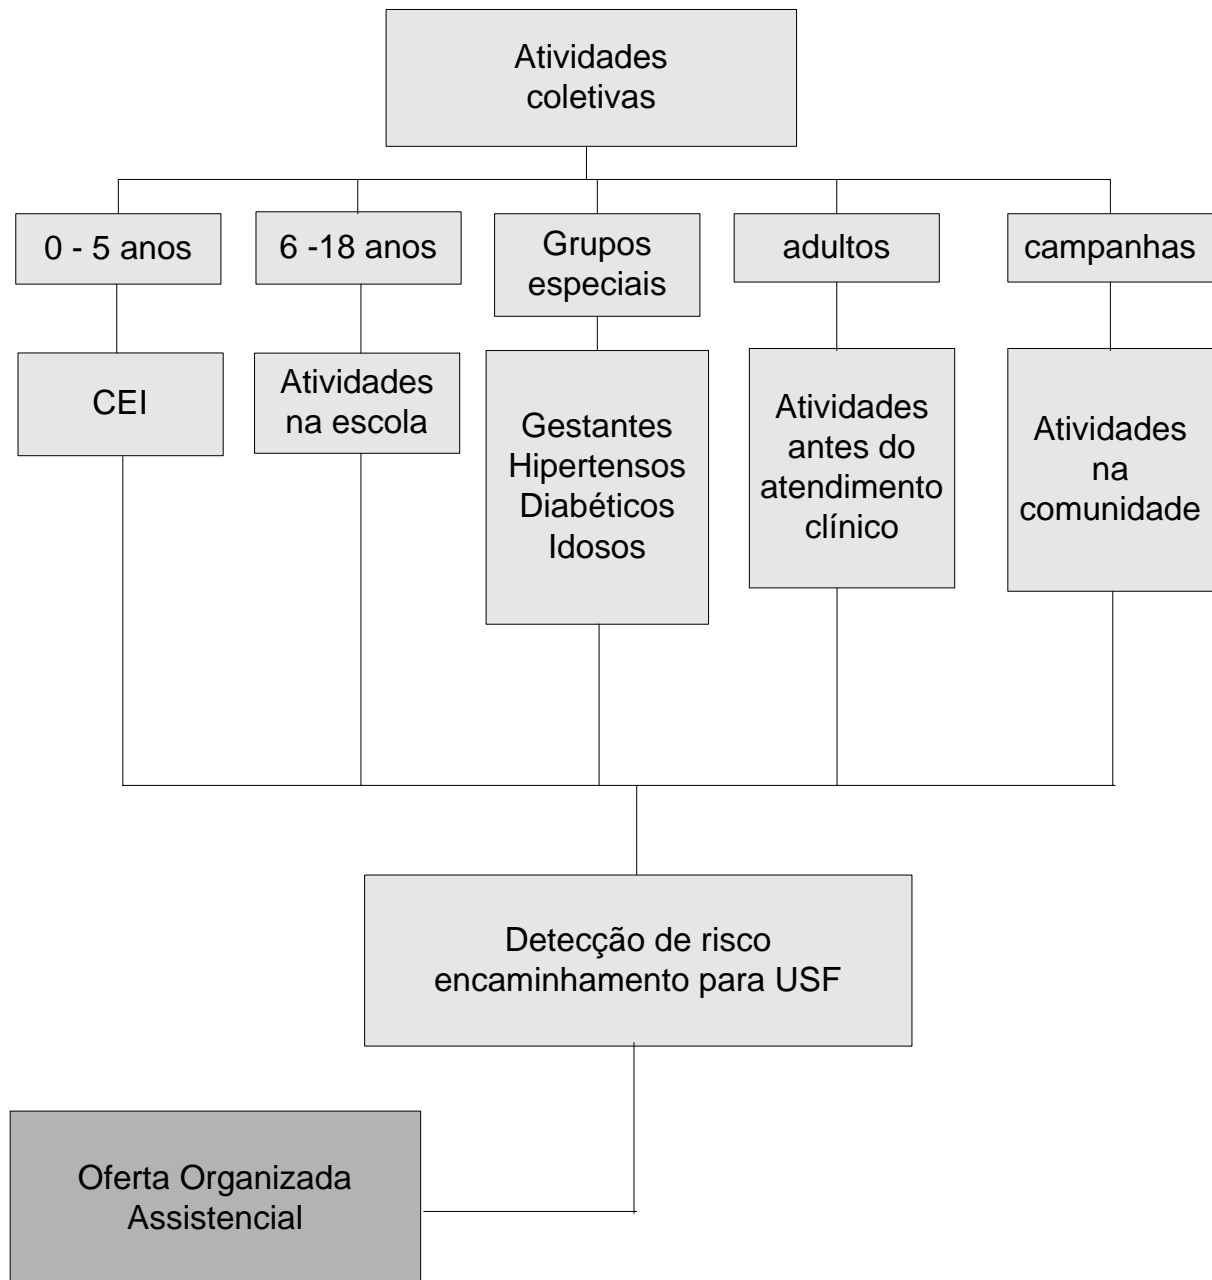 Atividades
coletivas
0 - 5 anos
6 -18 anos
Grupos
especiais
adultos
campanhas
CEI
Atividades
na escola
Gestantes
Hipertensos
Diabéticos
Idosos
Atividades
antes do
atendimento
clínico
Atividades
na
comunidade
Detecção de risco
encaminhamento para USF
Oferta Organizada
Assistencial